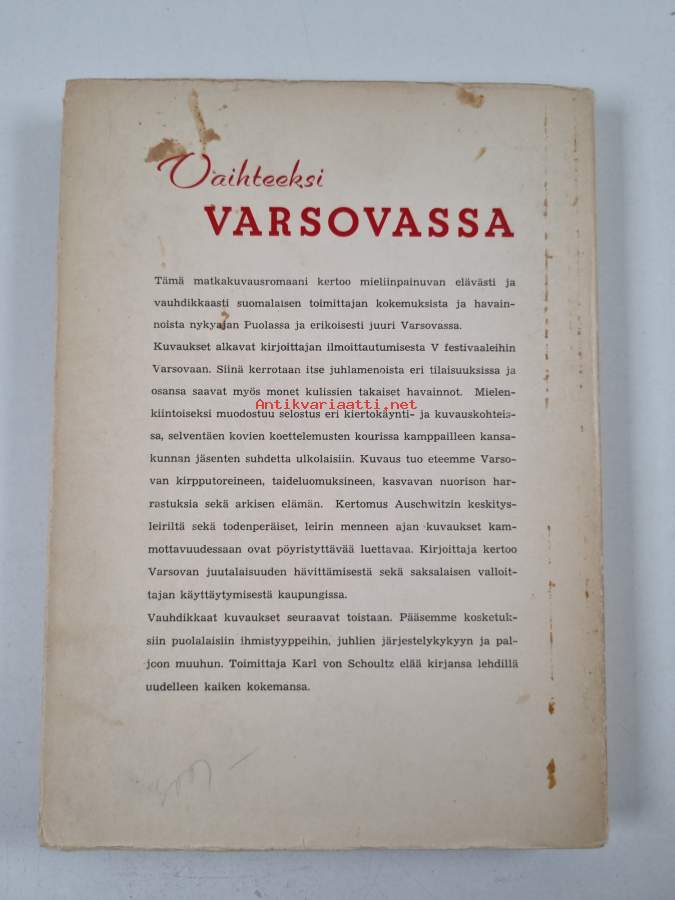 Vaihteeksi
VARSOVASSA
Tämä matkakuvausromaani kertoo mieliinpainuvan elävästi ja
vauhdikkaasti suomalaisen toimittajan kokemuksista ja havain-
noista nykyajan Puolassa ja erikoisesti juuri Varsovassa.
Kuvaukset alkavat kirjoittajan ilmoittautumisesta V festivaaleihin
Varsovaan. Siinä kerrotaan itse juhlamenoista eri tilaisuuksissa ja
osansa saavat myös monet kulissien takaiset havainnot. Mielen-
Antikvariaatti.net
kiintoiseksi muodostuu selostus eri kiertokäynti- ja kuvauskohteis-
sa, selventäen kovien koettelemusten kourissa kamppailleen kansa-
kunnan jäsenten suhdetta ulkolaisiin. Kuvaus tuo eteemme Varso-
van kirpputoreineen, taideluomuksineen, kasvavan nuorison har-
rastuksia sekä arkisen elämän. Kertomus Auschwitzin keskitys-
leiriltä sekä todenperäiset, leirin menneen ajan kuvaukset kam-
mottavuudessaan ovat pöyristyttävää luettavaa. Kirjoittaja kertoo
Varsovan juutalaisuuden hävittämisestä sekä saksalaisen valloit-
tajan käyttäytymisestä kaupungissa.
Vauhdikkaat kuvaukset seuraavat toistaan. Pääsemme kosketuk-
siin puolalaisiin ihmistyyppeihin, juhlien järjestelykykyyn ja pal-
joon muuhun. Toimittaja Karl von Schoultz elää kirjansa lehdillä
uudelleen kaiken kokemansa.